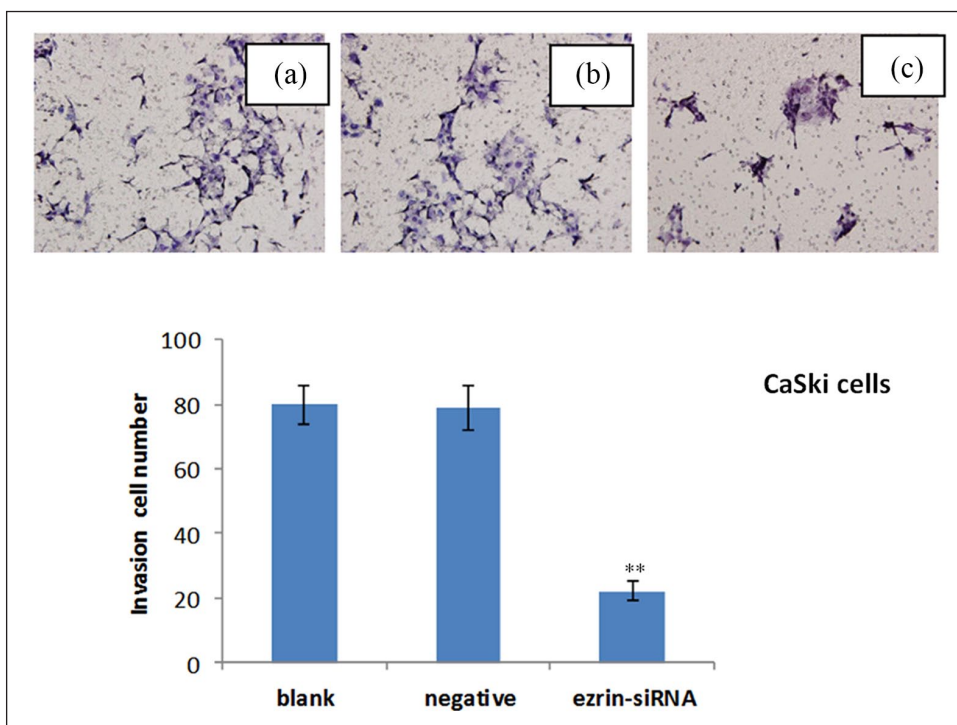 (a)
(b)
(c)
CaSki cells
Invasion cell number
100
80
60
40
20
0
**
blank
negative
ezrin-siRNA